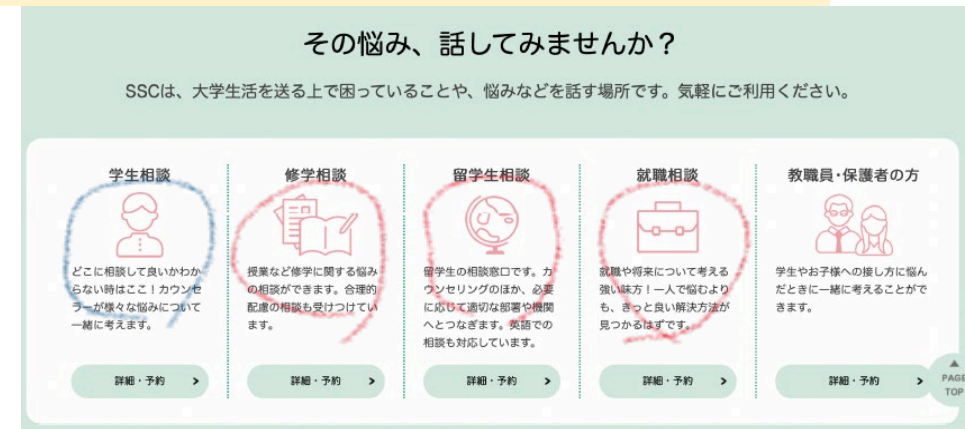 その悩み、話してみませんか？
SSCは、大学生活を送る上で困っていることや、悩みなどを話す場所です。気軽にご利用ください。
学生相談
どこに相談して良いかわか
らない時はここ！カウンセ
ラーが様々な悩みについて
一緒に考えます。
詳細・予約
修学相談
授業など修学に関する悩み
の相談ができます。合理的
配慮の相談も受けつけてい
ます。
詳細・予約
留学生相談
留学生の相談窓口です。カ
ウンセリングのほか、必要
に応じて適切な部署や機関
へとつなぎます。英語での
相談も対応しています。
詳細・予約
就職相談
就職や将来について考える
強い味方！一人で悩むより
も、きっと良い解決方法が
見つかるはずです。
詳細・予約
教職員・保護者の方
学生やお子様への接し方に悩ん
だときに一緒に考えることがで
きます。
詳細・予約
PAGE
TOP